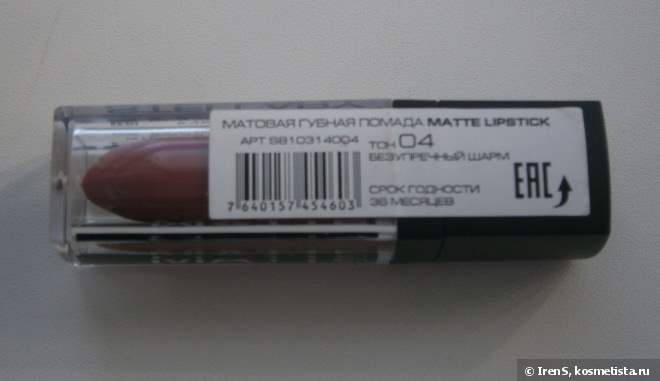 МАТОВАЯ ГУБНАЯ ПОМАДА MATTE LIPSTICK
АРТ SB10314004
ТОН 04
БЕЗУПРЕЧНЫЙ ШАРМ
СРОК ГОДНОСТИ
36 МЕСЯЦЕВ
7 640157 454603
EAC
© IrenS, kosmetista.ru